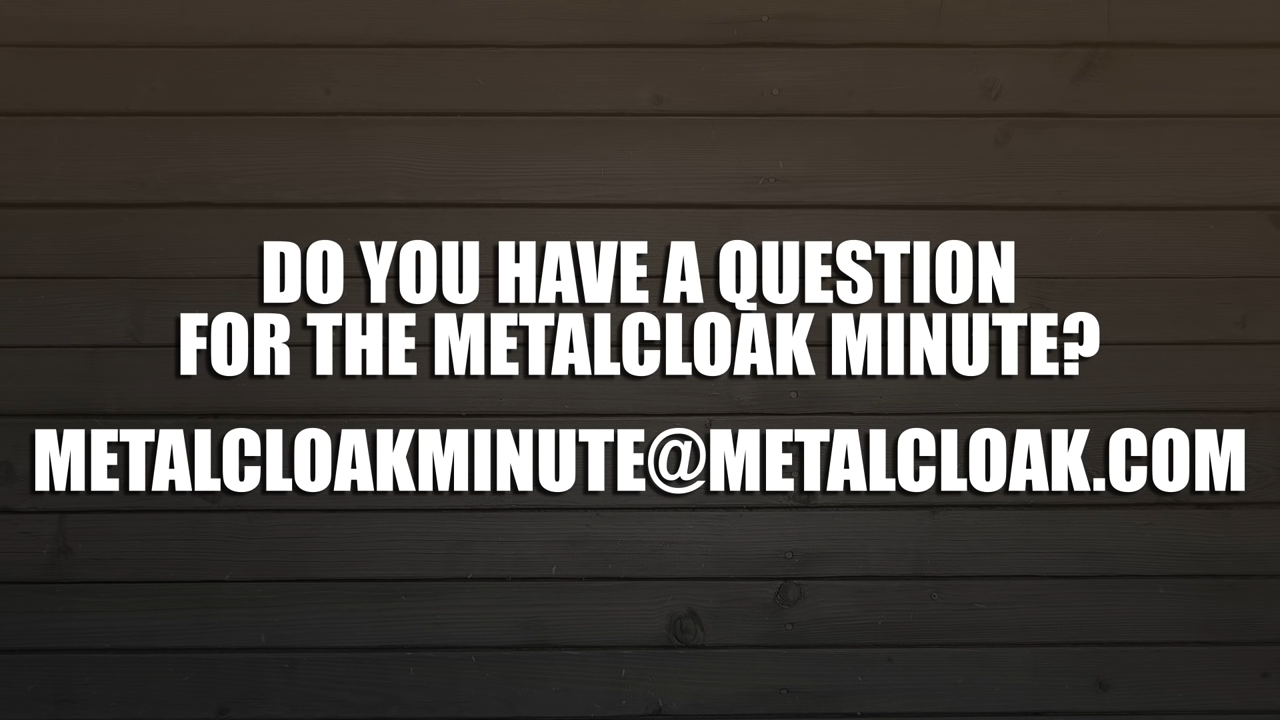 DO YOU HAVE A QUESTION
FOR THE METALCLOAK MINUTE?
METALCLOAKMINUTE@METALCLOAK.COM